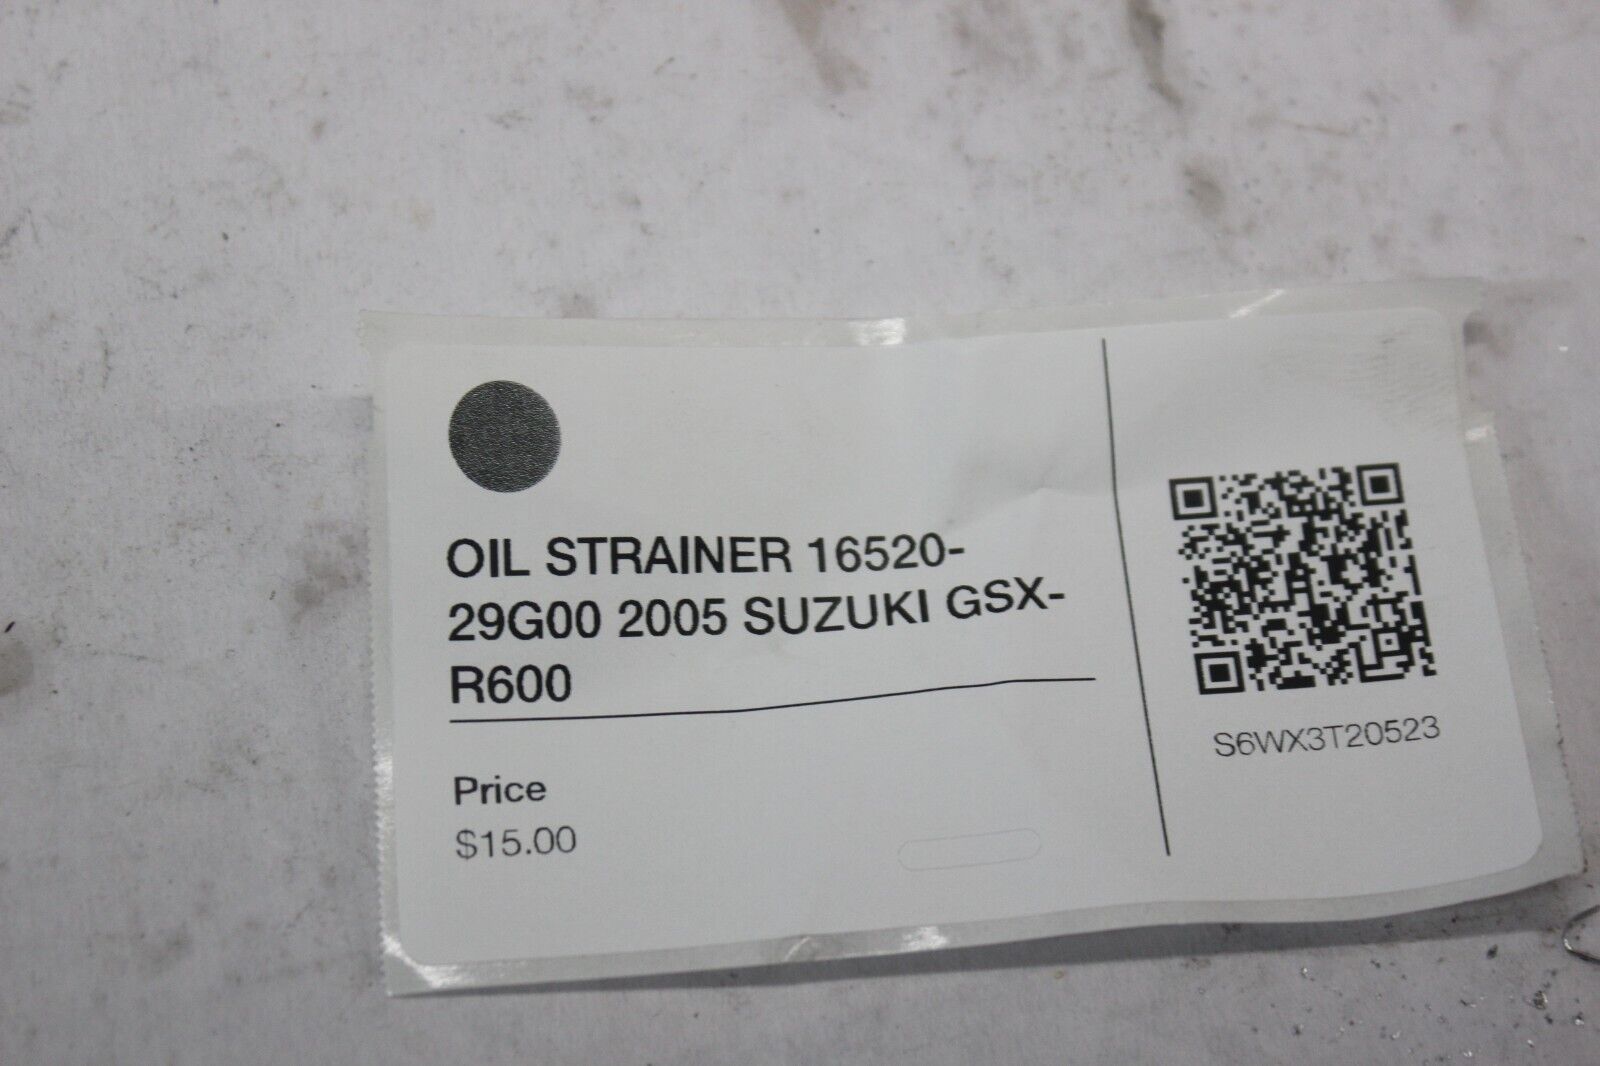 OIL STRAINER 16520-
29G00 2005 SUZUKI GSX-
R600
Price
$15.00
S6WX3T20523